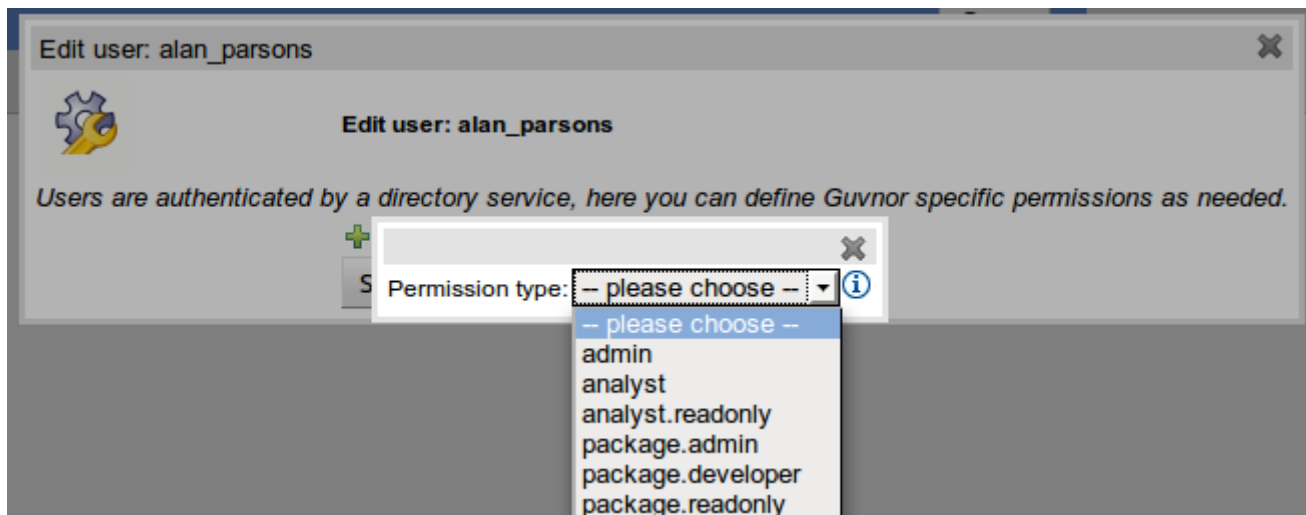 Edit user: alan_parsons
Edit user: alan_parsons
Users are authenticated by a directory service, here you can define Guvnor specific permissions as needed.
S
Permission type: -- please choose --
-- please choose --
admin
analyst
analyst.readonly
package.admin
package.developer
package.readonly